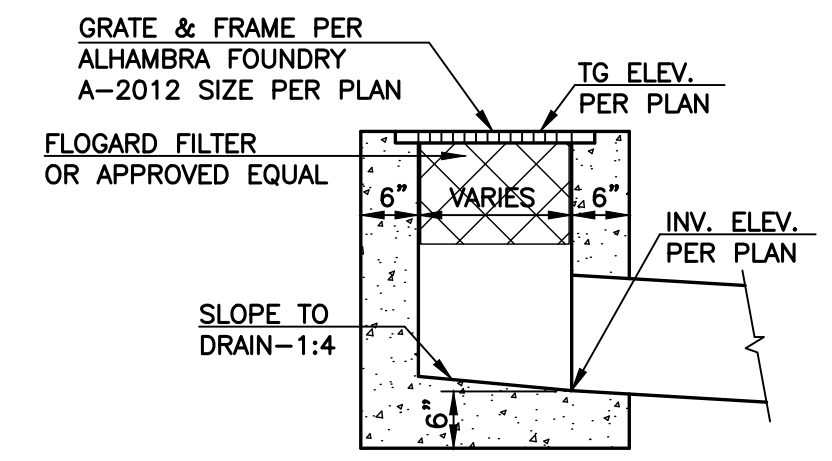 GRATE & FRAME PER
ALHAMBRA FOUNDRY
A-2012 SIZE PER PLAN
TG ELEV.
PER PLAN
FLOGARD FILTER
OR APPROVED EQUAL
6"
VARIES
6"
INV. ELEV.
PER PLAN
SLOPE TO
DRAIN-1:4
6"